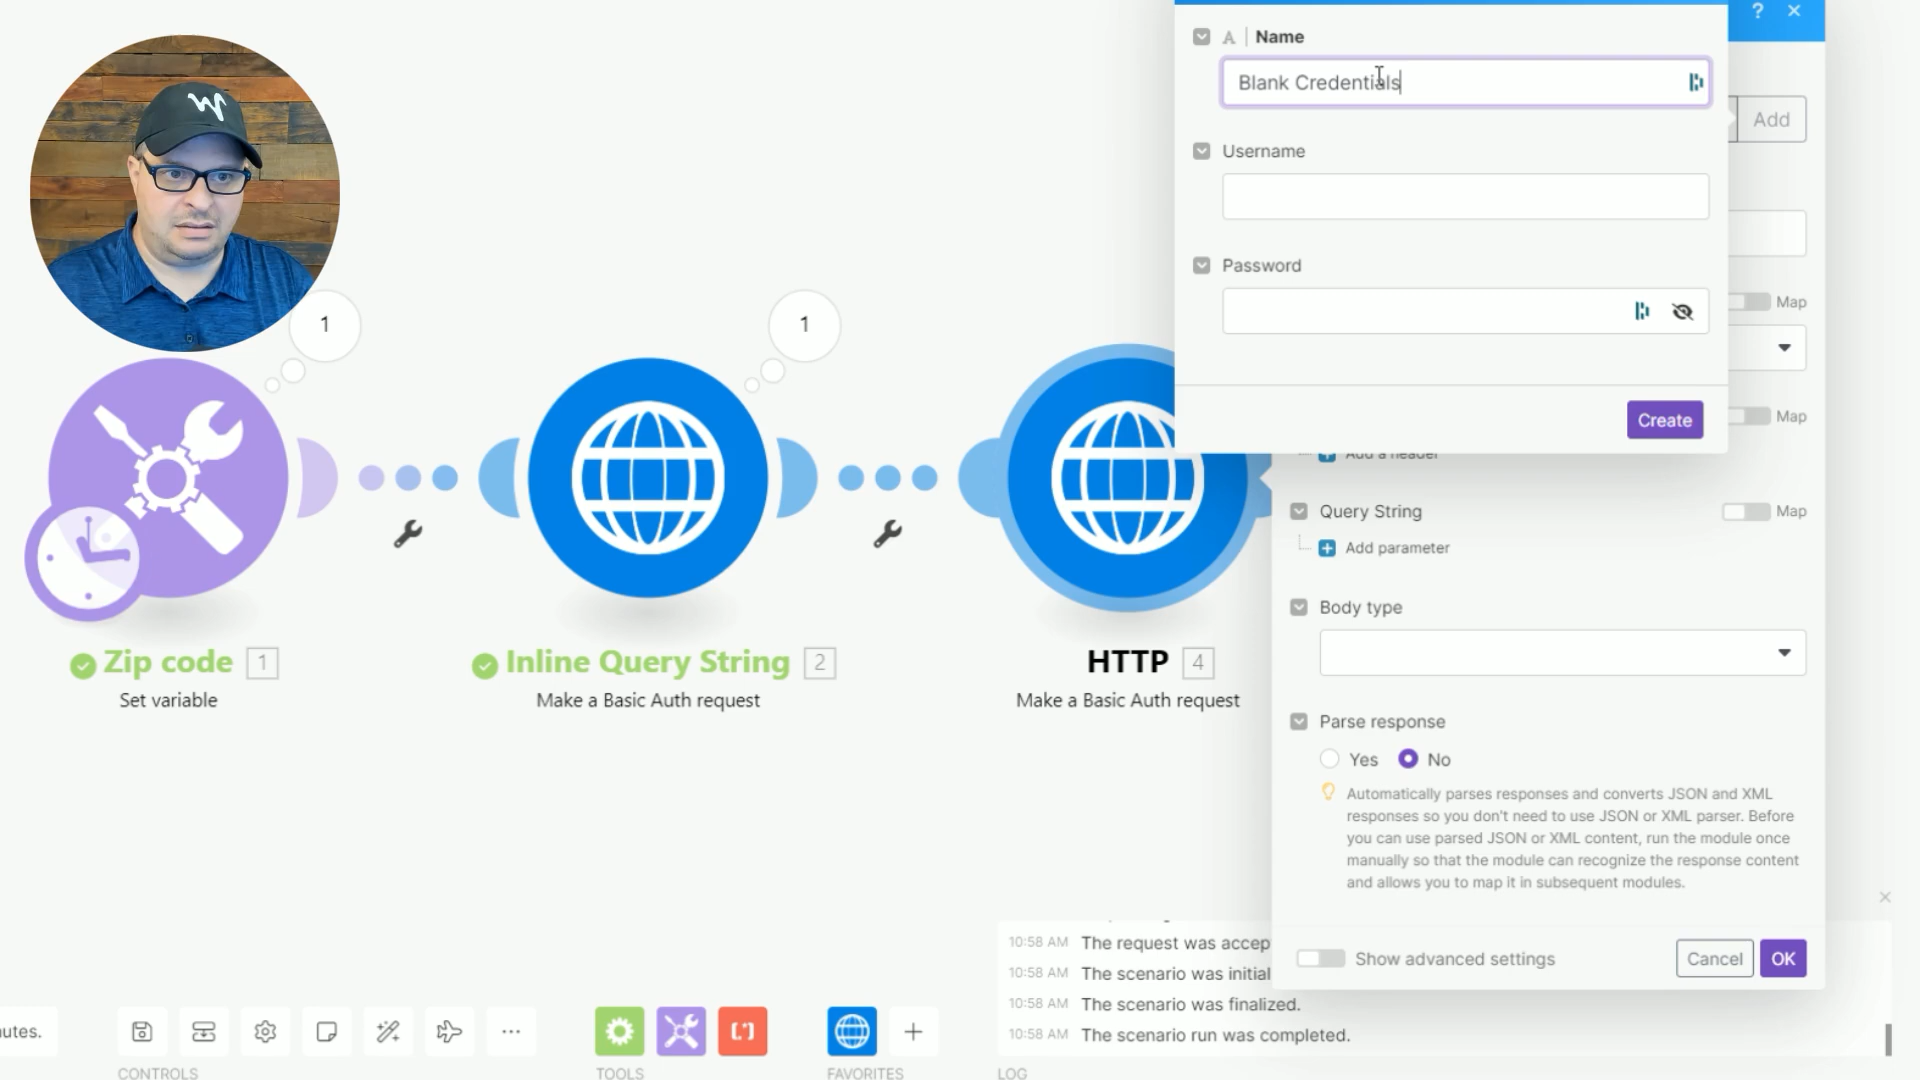 ? ×
A Name
Blank Credentials
Add
Username
Password
Map
Map
Create
Add a header
Query String
Map
Add parameter
Body type
Parse response
Yes No
Automatically parses responses and converts JSON and XML
responses so you don't need to use JSON or XML parser. Before
you can use parsed JSON or XML content, run the module once
manually so that the module can recognize the response content
and allows you to map it in subsequent modules.
Show advanced settings
Cancel
OK
1
1
Zip code 1
Set variable
Inline Query String 2
Make a Basic Auth request
HTTP 4
Make a Basic Auth request
10:58 AM The request was accep
10:58 AM The scenario was initial
10:58 AM The scenario was finalized.
10:58 AM The scenario run was completed.
utes.
CONTROLS
TOOLS
FAVORITES
LOG